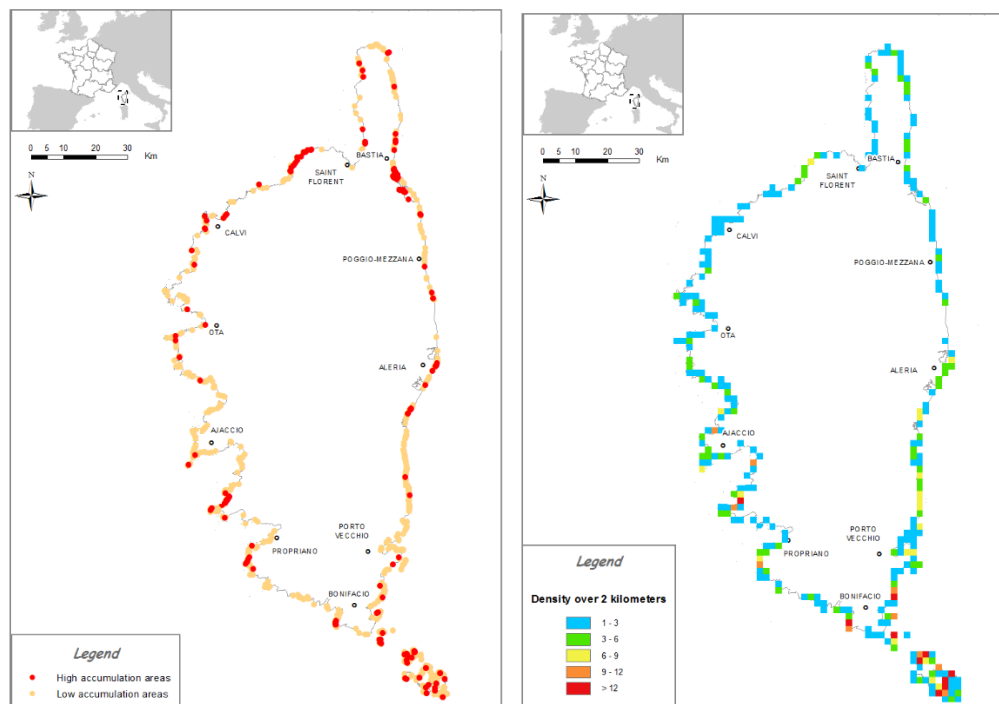 0 5 10 20 30
Km
N
BASTIA
SAINT
FLORENT
CALVI
POGGIO-MEZZANA
OTA
ALERIA
AJACCIO
PORTO
VECCHIO
PROPRIANO
BONIFACIO
Legend
High accumulation areas
Low accumulation areas
0 5 10 20 30
Km
N
BASTIA
SAINT
FLORENT
CALVI
POGGIO-MEZZANA
OTA
ALERIA
AJACCIO
PORTO
VECCHIO
PROPRIANO
BONIFACIO
Legend
Density over 2 kilometers
1 - 3
3 - 6
6 - 9
9 - 12
> 12